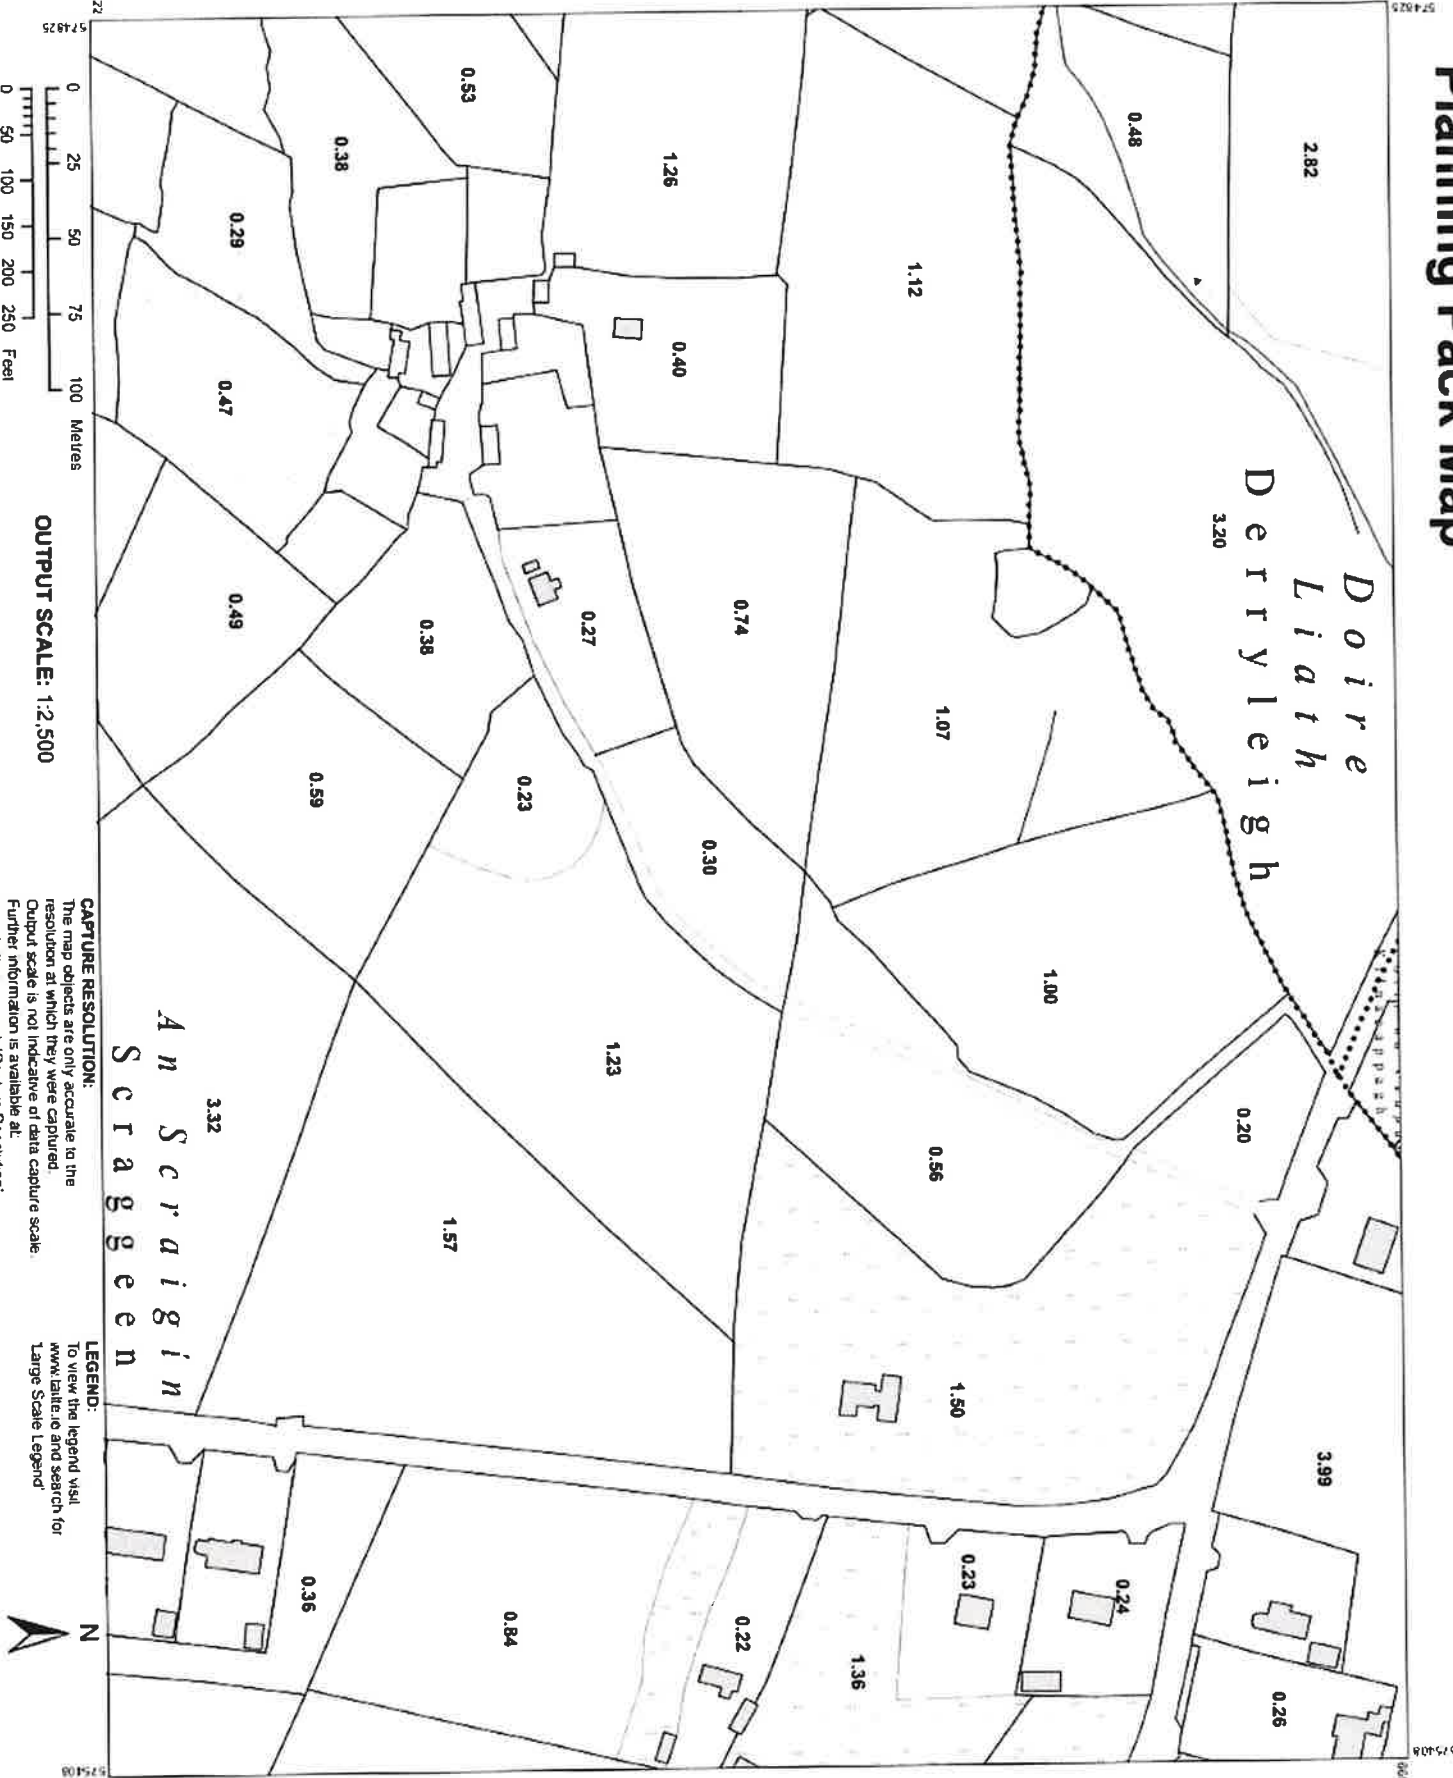 Planning Pack Map
574825
574825
22
2.82
0.48
0.53
0.38
1.26
1.12
0.29
0.40
0.47
3.20
Doire
Liath
Derryleigh
0.49
0.38
0.27
0.74
1.07
0.59
0.23
0.30
1.00
1.23
0.56
0.20
3.32
An Scraigin
Scraggeen
1.57
1.50
3.99
0.36
0.84
0.22
1.36
0.23
0.24
0.26
575408
575408
0 25 50 75 100 Metres
0 50 100 150 200 250 Feet
OUTPUT SCALE: 1:2,500
CAPTURE RESOLUTION:
The map objects are only accurate to the
resolution at which they were captured.
Output scale is not indicative of data capture scale.
Further information is available at:
LEGEND:
To view the legend visit
www.tailte.ie and search for
'Large Scale Legend'
N